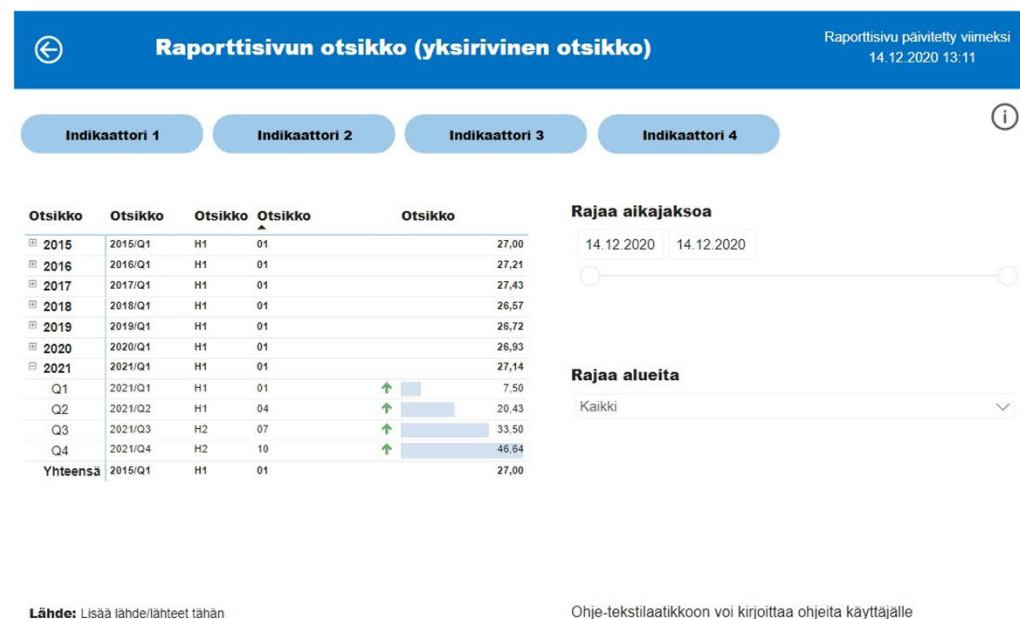 Raporttisivun otsikko (yksirivinen otsikko)
Raporttisivu päivitetty viimeksi
14.12.2020 13:11
Indikaattori 1 Indikaattori 2 Indikaattori 3 Indikaattori 4
Otsikko Otsikko Otsikko Otsikko Otsikko
2015 2015/Q1 H1 01 27,00
2016 2016/Q1 H1 01 27,21
2017 2017/Q1 H1 01 27,43
2018 2018/Q1 H1 01 26,57
2019 2019/Q1 H1 01 26,72
2020 2020/Q1 H1 01 26,93
2021 2021/Q1 H1 01 27,14
Q1 2021/Q1 H1 01 7,50
Q2 2021/Q2 H1 04 20,43
Q3 2021/Q3 H2 07 33,50
Q4 2021/Q4 H2 10 46,64
Yhteensä 2015/Q1 H1 01 27,00
Rajaa aikajaksoa
14.12.2020 14.12.2020
Rajaa alueita
Kaikki
Lähde: Lisää lähde/lähteet tähän
Ohje-tekstilaatikkoon voi kirjoittaa ohjeita käyttäjälle